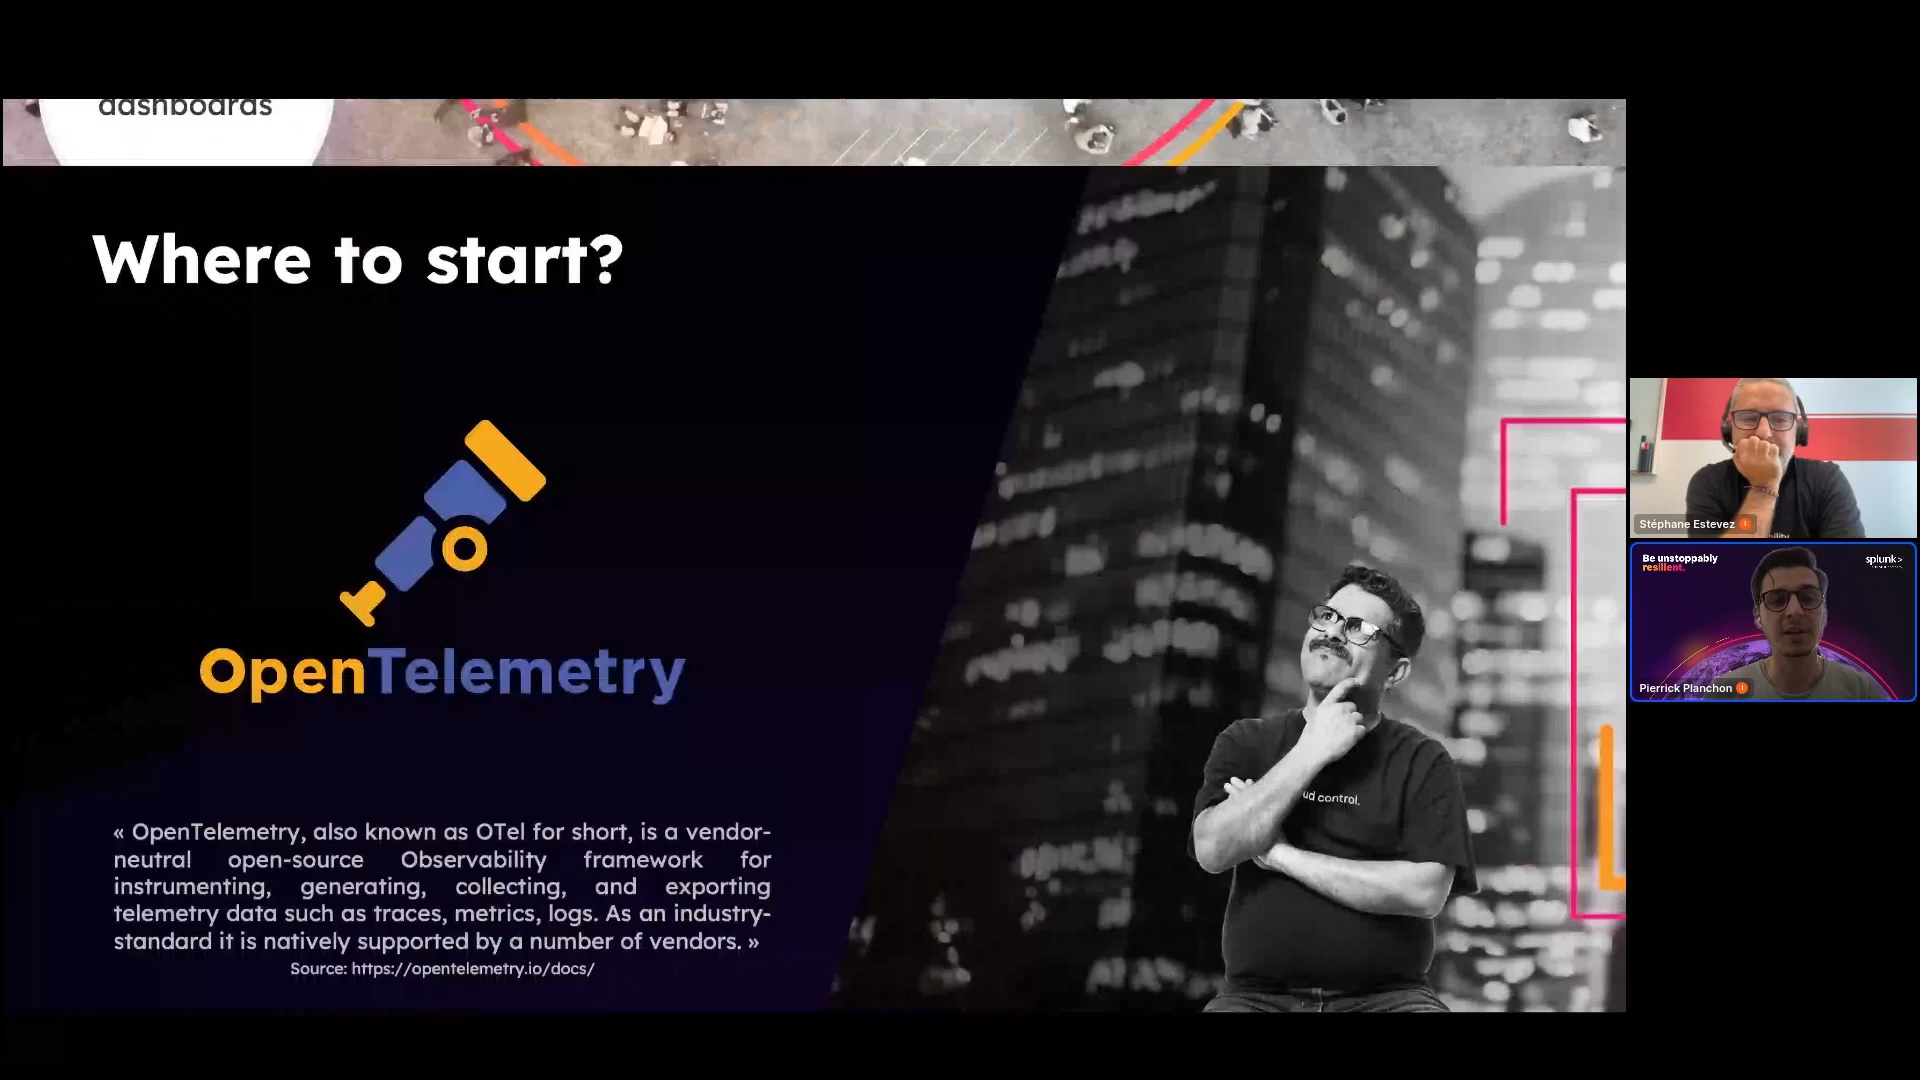 dashboards
Where to start?
OpenTelemetry
« OpenTelemetry, also known as OTel for short, is a vendor-
neutral open-source Observability framework for
instrumenting, generating, collecting, and exporting
telemetry data such as traces, metrics, logs. As an industry-
standard it is natively supported by a number of vendors. »
Source: https://opentelemetry.io/docs/
ud control.
Stéphane Estevez
Be unstoppably
resilient.
splunk>
Pierrick Planchon